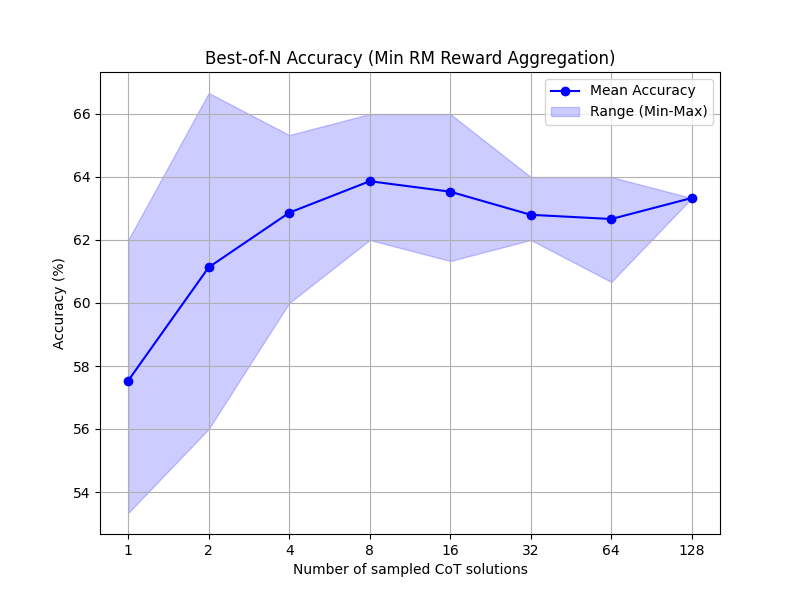 Best-of-N Accuracy (Min RM Reward Aggregation)
Mean Accuracy
Range (Min-Max)
Accuracy (%)
66
64
62
60
58
56
54
1 2 4 8 16 32 64 128
Number of sampled CoT solutions